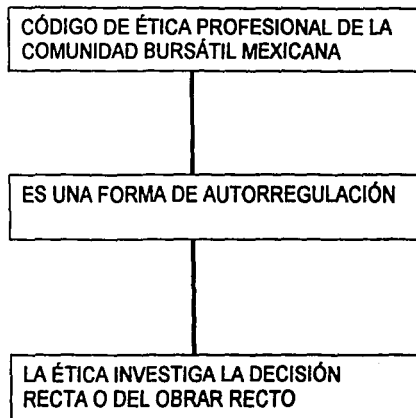 CÓDIGO DE ÉTICA PROFESIONAL DE LA
COMUNIDAD BURSÁTIL MEXICANA
ES UNA FORMA DE AUTORREGULACIÓN
LA ÉTICA INVESTIGA LA DECISIÓN
RECTA O DEL OBRAR RECTO